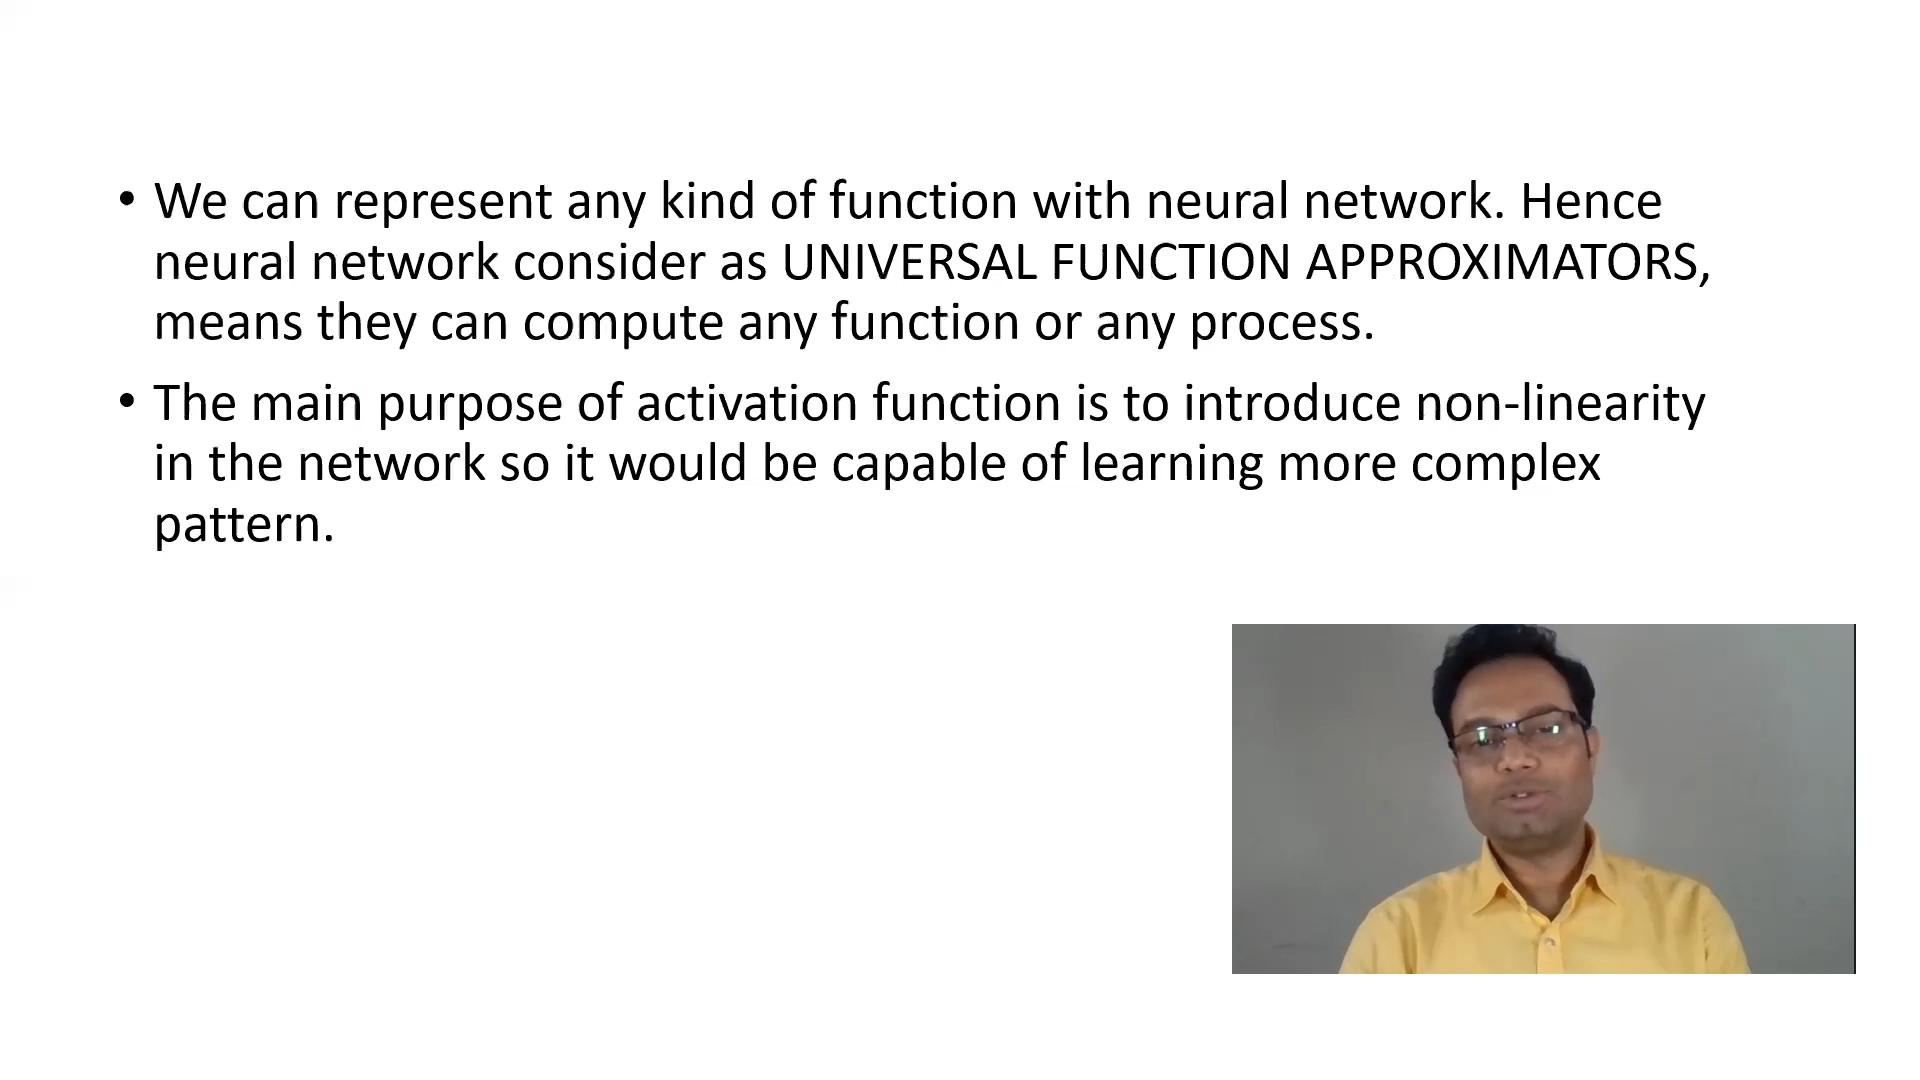 • We can represent any kind of function with neural network. Hence
neural network consider as UNIVERSAL FUNCTION APPROXIMATORS,
means they can compute any function or any process.
• The main purpose of activation function is to introduce non-linearity
in the network so it would be capable of learning more complex
pattern.